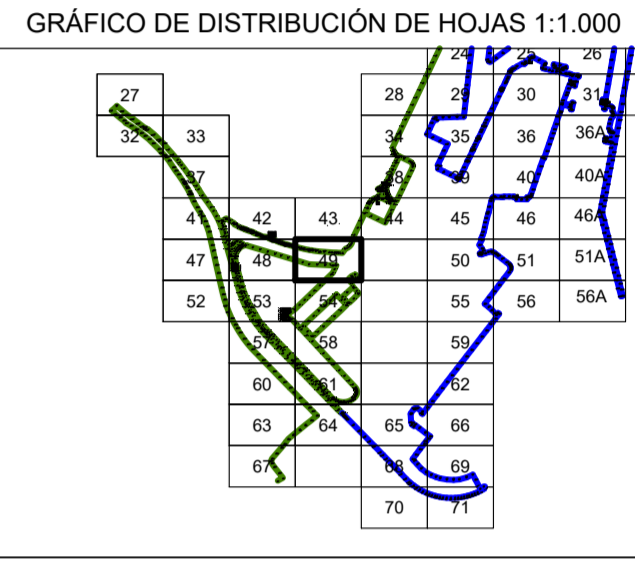 GRÁFICO DE DISTRIBUCIÓN DE HOJAS 1:1.000
24 25 26
27 28 29 30 31
32 33 34 35 36 36A
37 38 39 40 40A
41 42 43 44 45 46 46A
47 48 49 50 51 51A
52 53 54 55 56 56A
57 58 59
60 61 62
63 64 65 66
67 68 69
70 71